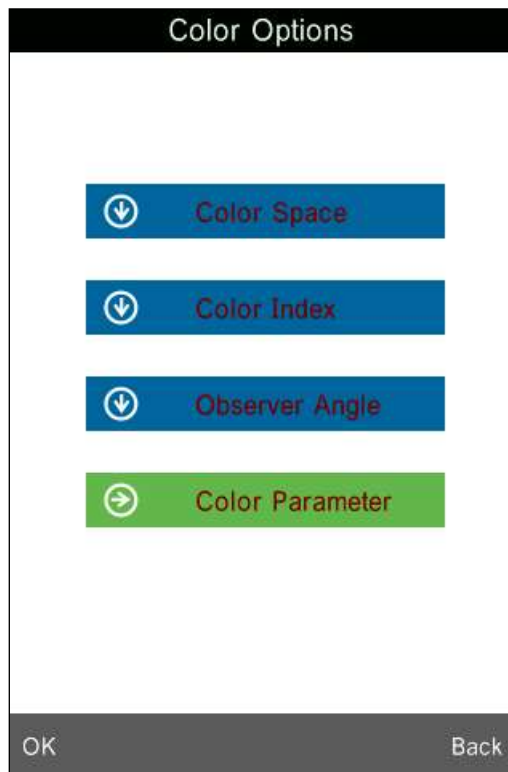 Color Options
Color Space
Color Index
Observer Angle
Color Parameter
OK
Back